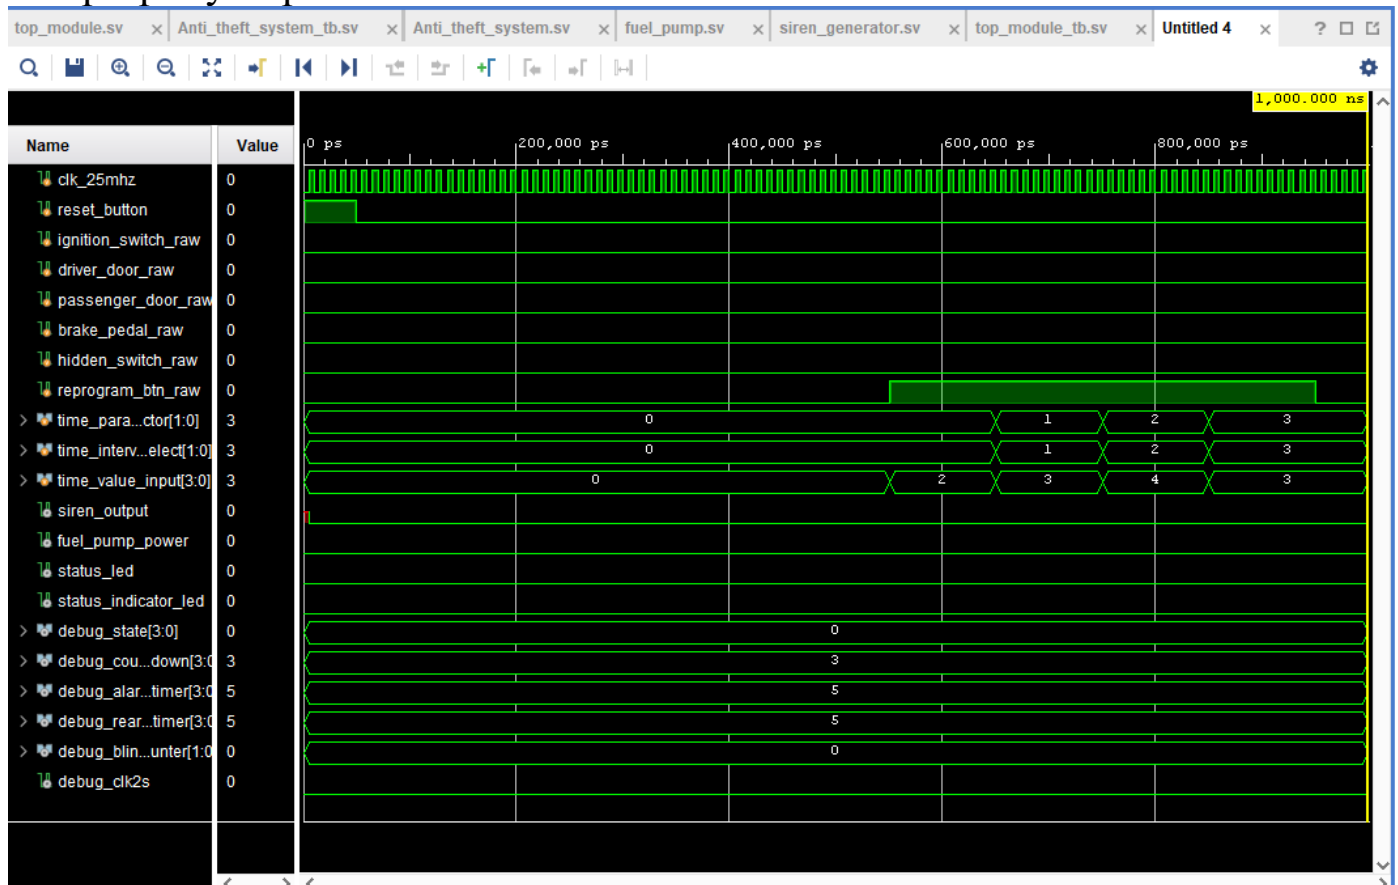 top_module.sv × Anti_theft_system_tb.sv × Anti_theft_system.sv × fuel_pump.sv × siren_generator.sv × top_module_tb.sv × Untitled 4 × ?
1,000.000 ns
Name Value 0 ps 200,000 ps 400,000 ps 600,000 ps 800,000 ps
clk_25mhz 0
reset_button 0
ignition_switch_raw 0
driver_door_raw 0
passenger_door_raw 0
brake_pedal_raw 0
hidden_switch_raw 0
reprogram_btn_raw 0
> time_para...ctor[1:0] 3 0 1 2 3
> time_interv...elect[1:0] 3 0 1 2 3
> time_value_input[3:0] 3 0 2 3 4 3
siren_output 0
fuel_pump_power 0
status_led 0
status_indicator_led 0
> debug_state[3:0] 0 0
> debug_cou...down[3:0 3 3
> debug_alar...timer[3:0 5 5
> debug_rear...timer[3:0 5 5
> debug_blin...unter[1:0 0 0
debug_clk2s 0